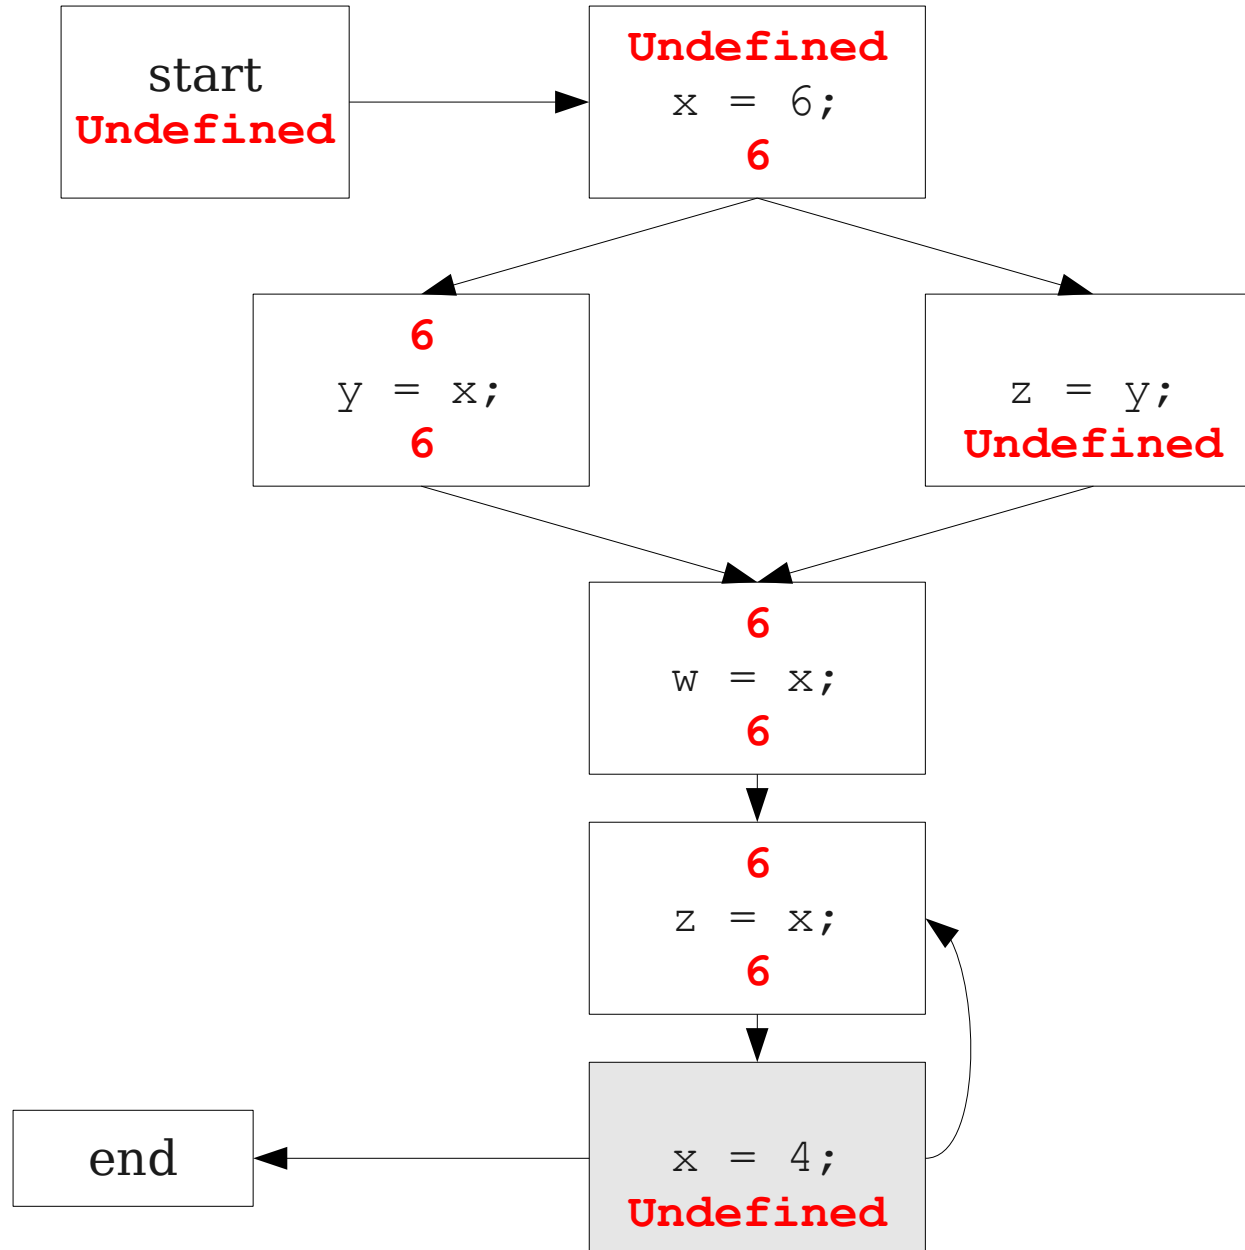 start
Undefined
Undefined
x = 6;
6
6
y = x;
6
z = y;
Undefined
6
w = x;
6
6
z = x;
6
end
x = 4;
Undefined